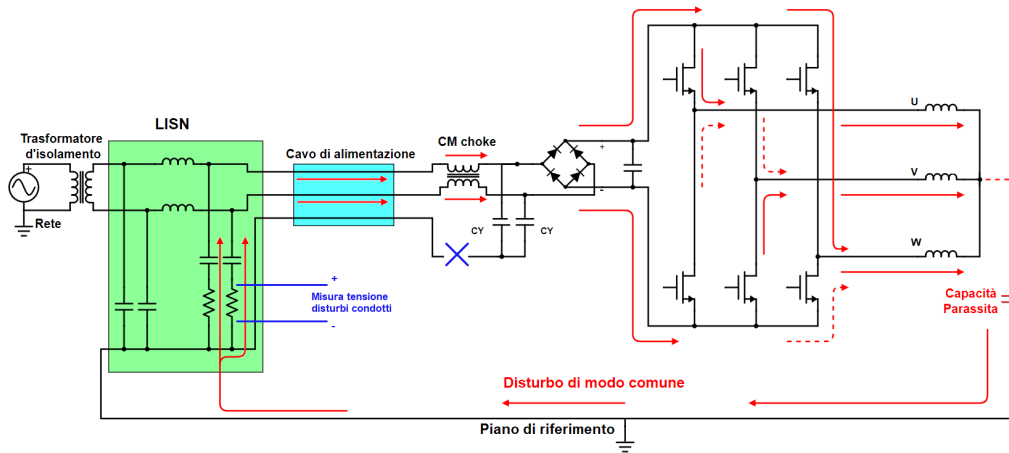 LISN
Trasformatore
d'isolamento
Rete
Cavo di alimentazione
CM choke
CY
CY
+
-
+
Misura tensione
disturbi condotti
-
+
U
V
W
Capacità
Parassita
Disturbo di modo comune
Piano di riferimento